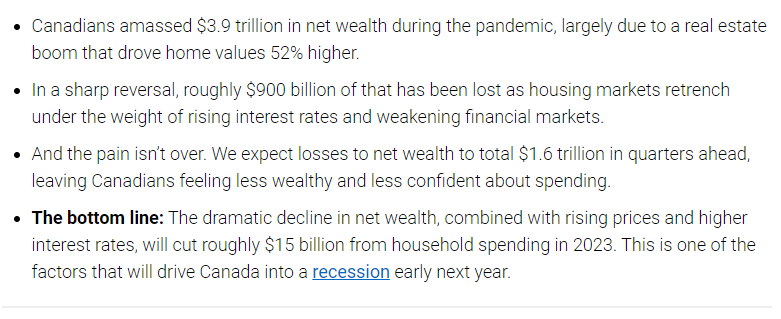 • Canadians amassed $3.9 trillion in net wealth during the pandemic, largely due to a real estate
boom that drove home values 52% higher.
• In a sharp reversal, roughly $900 billion of that has been lost as housing markets retrench
under the weight of rising interest rates and weakening financial markets.
• And the pain isn’t over. We expect losses to net wealth to total $1.6 trillion in quarters ahead,
leaving Canadians feeling less wealthy and less confident about spending.
• The bottom line: The dramatic decline in net wealth, combined with rising prices and higher
interest rates, will cut roughly $15 billion from household spending in 2023. This is one of the
factors that will drive Canada into a recession early next year.